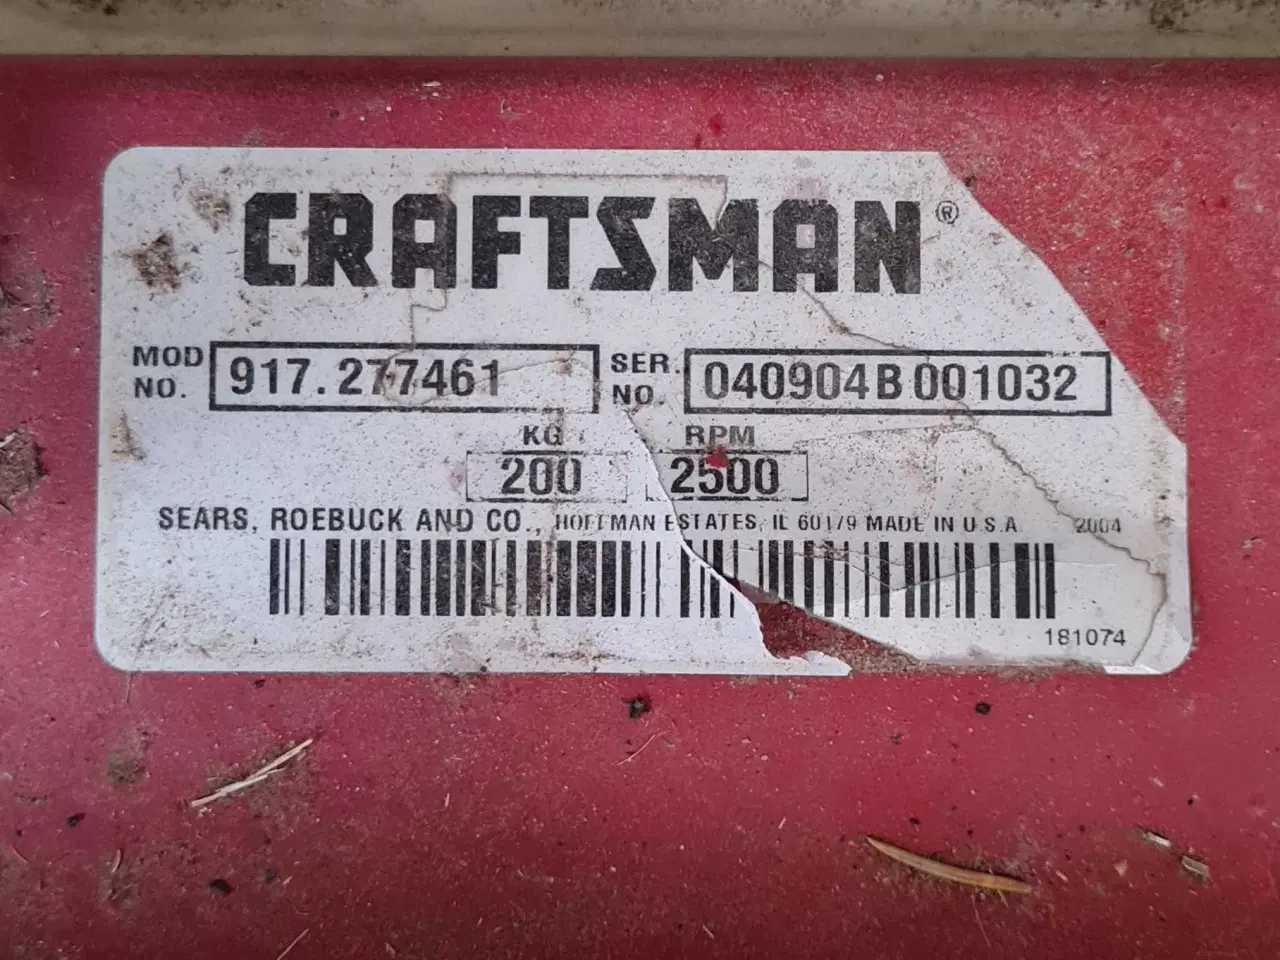 CRAFTSMAN®
MOD NO. 917.277461 SER. NO. 040904B 001032
KG RPM
200 2500
SEARS, ROEBUCK AND CO., HOFFMAN ESTATES, IL 60179 MADE IN U.S.A 2004
181074